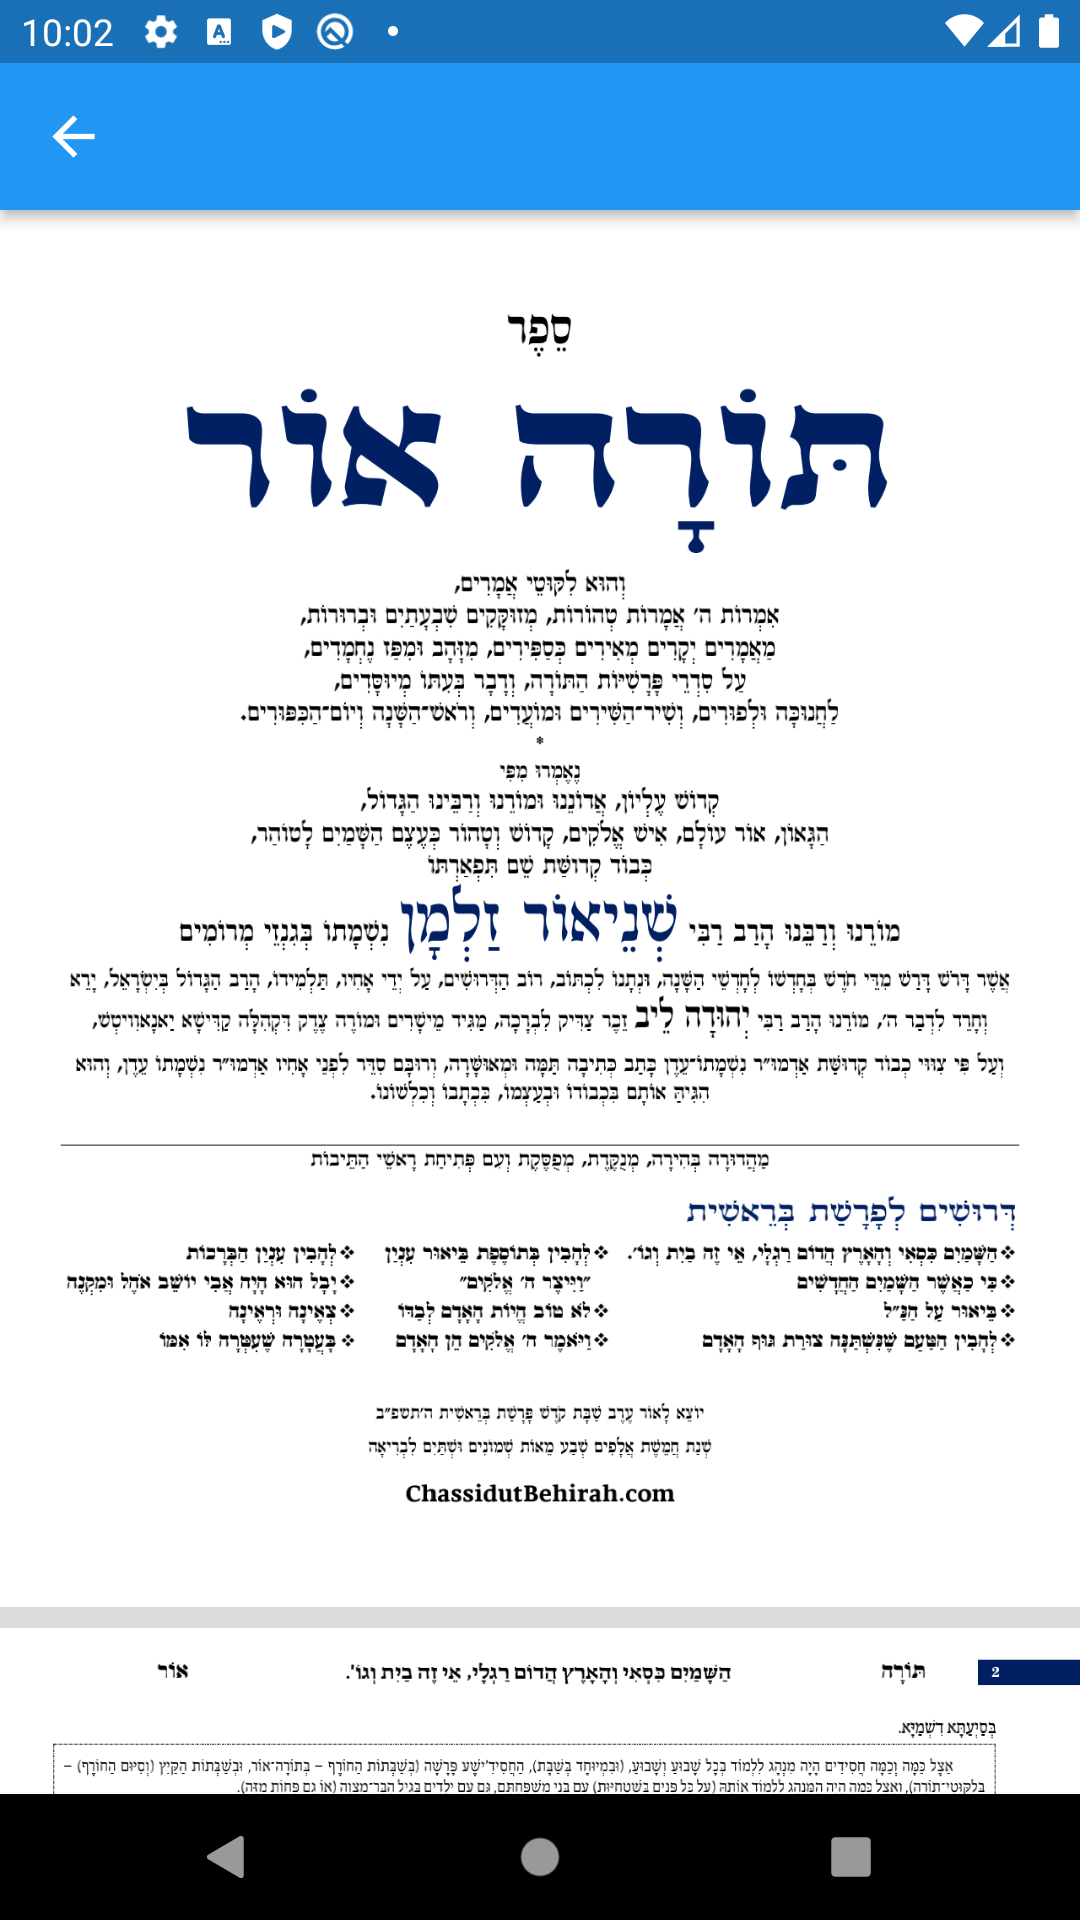 10:02
סֵפֶר
תּוֹרָה אוֹר
וְהוּא לִקּוּטֵי אֲמָרִים,
אִמְרוֹת ה׳ אֲמָרוֹת טְהוֹרוֹת, מְזוּקָּקִים שִׁבְעָתַיִם וּבְרוּרוֹת,
מַאֲמָרִים יְקָרִים מְאִירִים כְּסַפִּירִים, מִזָּהָב וּמִפַּז נֶחְמָדִים,
עַל סִדְרֵי פָּרָשִׁיּוֹת הַתּוֹרָה, וְדָבָר בְּעִתּוֹ מְיוּסָּדִים,
לַחֲנוּכָּה וּלְפוּרִים, וְשִׁיר־הַשִּׁירִים וּמוֹעֲדִים, וְרֹאשׁ־הַשָּׁנָה וְיוֹם־הַכִּפּוּרִים.
*
נֶאֶמְרוּ מִפִּי
קְדוֹשׁ עֶלְיוֹן, אֲדוֹנֵנוּ וּמוֹרֵנוּ וְרַבֵּינוּ הַגָּדוֹל,
הַגָּאוֹן, אוֹר עוֹלָם, אִישׁ אֱלֹקִים, קָדוֹשׁ וְטָהוֹר כְּעֶצֶם הַשָּׁמַיִם לָטוֹהַר,
כְּבוֹד קְדוּשַּׁת שֵׁם תִּפְאַרְתּוֹ
מוֹרֵנוּ וְרַבֵּנוּ הָרַב רַבִּי שְׁנֵיאוֹר זַלְמָן נִשְׁמָתוֹ בְּגִנְזֵי מְרוֹמִים
אֲשֶׁר דָּרֹשׁ דָּרַשׁ מִדֵּי חֹדֶשׁ בְּחָדְשׁוֹ לְחָדְשֵׁי הַשָּׁנָה, וּנְתָנוֹ לִכְתּוֹב, רוֹב הַדְּרוּשִׁים, עַל יְדֵי אָחִיו, תַּלְמִידוֹ, הָרַב הַגָּדוֹל בְּיִשְׂרָאֵל, יָרֵא
וְחָרֵד לִדְבַר ה׳, מוֹרֵנוּ הָרַב רַבִּי יְהוּדָה לֵיב זֵכֶר צַדִּיק לִבְרָכָה, מַגִּיד מֵישָׁרִים וּמוֹרֶה צֶדֶק דִּקְהִלָּה קַדִּישָׁא יַאנָאוִויטְשׁ,
וְעַל פִּי צִוּוּי כְבוֹד קְדוּשַּׁת אַדְמוּ״ר נִשְׁמָתוֹ־עֵדֶן כָּתַב כְּתִיבָה תַּמָּה וּמְאוּשָּׁרָה, וְרוּבָּם סִדֵּר לִפְנֵי אָחִיו אַדְמוּ״ר נִשְׁמָתוֹ עֵדֶן, וְהוּא
הִגִּיהַּ אוֹתָם בִּכְבוֹדוֹ וּבְעַצְמוֹ, בִּכְתָבוֹ וְכִלְשׁוֹנוֹ.
מַהֲדוּרָה בְּהִירָה, מְנֻקֶּדֶת, מְפֻסֶּקֶת וְעִם פְּתִיחַת רָאשֵׁי הַתֵּיבוֹת
דְּרוּשִׁים לְפָרָשַׁת בְּרֵאשִׁית
❖ הַשָּׁמַיִם כִּסְאִי וְהָאָרֶץ הֲדוֹם רַגְלָי, אֵי זֶה בַיִת וְגוֹ׳.
❖ כִּי כַאֲשֶׁר הַשָּׁמַיִם הַחֲדָשִׁים
❖ בֵּיאוּר עַל הַנַּ״ל
❖ לְהָבִין הַטַּעַם שֶׁנִּשְׁתַּנָּה צוּרַת גּוּף הָאָדָם
❖ לְהָבִין בְּתוֹסֶפֶת בֵּיאוּר עִנְיַן
״וַיִּיצֶר ה׳ אֱלֹקִים״
❖ לֹא טוֹב הֱיוֹת הָאָדָם לְבַדּוֹ
❖ וַיֹּאמֶר ה׳ אֱלֹקִים הֵן הָאָדָם
❖ לְהָבִין עִנְיַן הַבְּרָכוֹת
❖ יָבָל הוּא הָיָה אֲבִי יוֹשֵׁב אֹהֶל וּמִקְנֶה
❖ צְאֶינָה וּרְאֶינָה
❖ בָּעֲטָרָה שֶׁעִטְּרָה לּוֹ אִמּוֹ
יוֹצֵא לָאוֹר עֶרֶב שַׁבָּת קֹדֶשׁ פָּרָשַׁת בְּרֵאשִׁית ה׳תשפ״ב
שְׁנַת חֲמֵשֶׁת אֲלָפִים שְׁבַע מֵאוֹת שְׁמוֹנִים וּשְׁתַּיִם לִבְרִיאָה
ChassidutBehirah.com
2 תּוֹרָה הַשָּׁמַיִם כִּסְאִי וְהָאָרֶץ הֲדוֹם רַגְלָי, אֵי זֶה בַיִת וְגוֹ'. אוֹר
בְּסַיְעַתָּא דִשְׁמַיָּא.
אֵצֶל כַּמָּה וְכַמָּה חֲסִידִים הָיָה מִנְהָג לִלְמוֹד בְּכָל שָׁבוּעַ וְשָׁבוּעַ, (וּבִמְיוּחָד בְּשַׁבָּת), הַחֲסִידִ׳ישֶׁע פָּרָשָׁה (בְּשַׁבְּתוֹת הַחוֹרֶף – בְּתוֹרָה־אוֹר, וּבְשַׁבְּתוֹת הַקַּיִץ (וְסִיּוּם הַחוֹרֶף) –
בְּלִקּוּטֵי־תּוֹרָה), וְאֵצֶל כַּמָּה הָיָה הַמִּנְהָג לִלְמוֹד אוֹתָהּ (עַל כָּל פָּנִים בִּשְׁטְחִיּוּת) עִם בְּנֵי מִשְׁפַּחְתָּם, גַּם עִם יְלָדִים בְּגִיל הַבַּר־מִצְוָה (אוֹ גַם פָּחוֹת מִזֶּה).